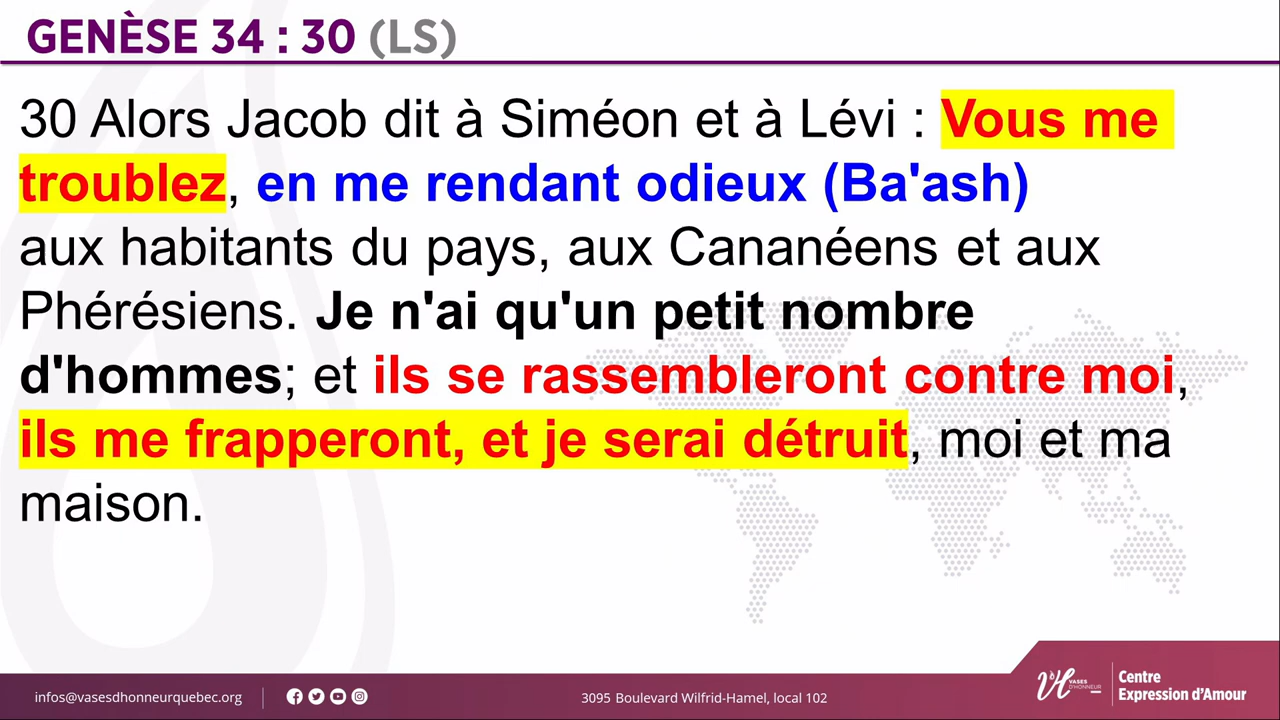 GENÈSE 34 : 30 (LS)
30 Alors Jacob dit à Siméon et à Lévi : Vous me
troublez, en me rendant odieux (Ba'ash)
aux habitants du pays, aux Cananéens et aux
Phérésiens. Je n'ai qu'un petit nombre
d'hommes; et ils se rassembleront contre moi,
ils me frapperont, et je serai détruit, moi et ma
maison.
infos@vasesdhonneurquebec.org
3095 Boulevard Wilfrid-Hamel, local 102
VASES
D'HONNEUR
Centre
Expression d'Amour